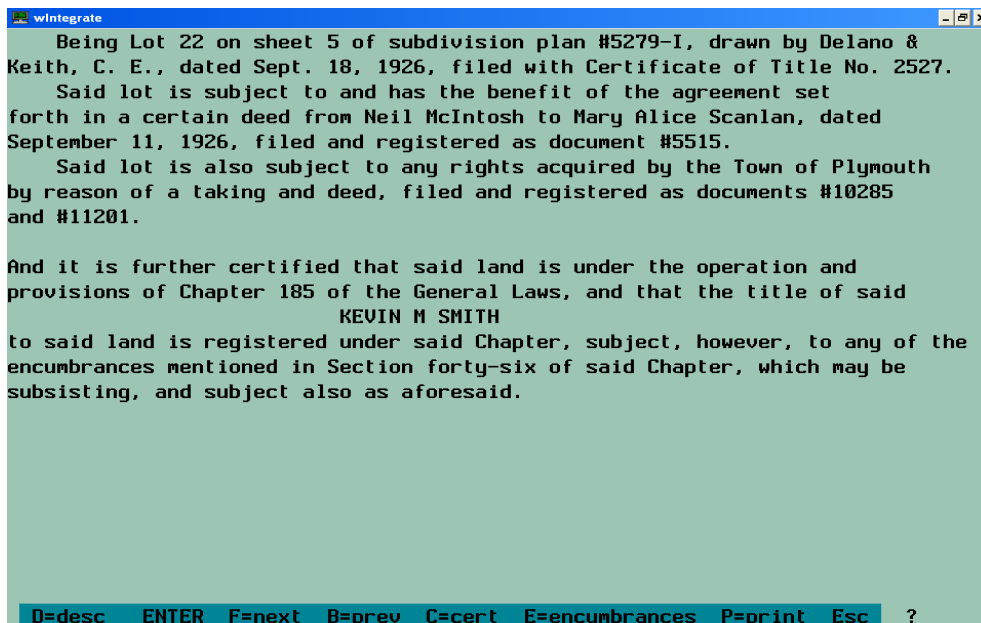 wIntegrate
Being Lot 22 on sheet 5 of subdivision plan #5279-I, drawn by Delano &
Keith, C. E., dated Sept. 18, 1926, filed with Certificate of Title No. 2527.
Said lot is subject to and has the benefit of the agreement set
forth in a certain deed from Neil McIntosh to Mary Alice Scanlan, dated
September 11, 1926, filed and registered as document #5515.
Said lot is also subject to any rights acquired by the Town of Plymouth
by reason of a taking and deed, filed and registered as documents #10285
and #11201.
And it is further certified that said land is under the operation and
provisions of Chapter 185 of the General Laws, and that the title of said
KEVIN M SMITH
to said land is registered under said Chapter, subject, however, to any of the
encumbrances mentioned in Section forty-six of said Chapter, which may be
subsisting, and subject also as aforesaid.
D=desc ENTER F=next B=prev C=cert E=encumbrances P=print Esc ?